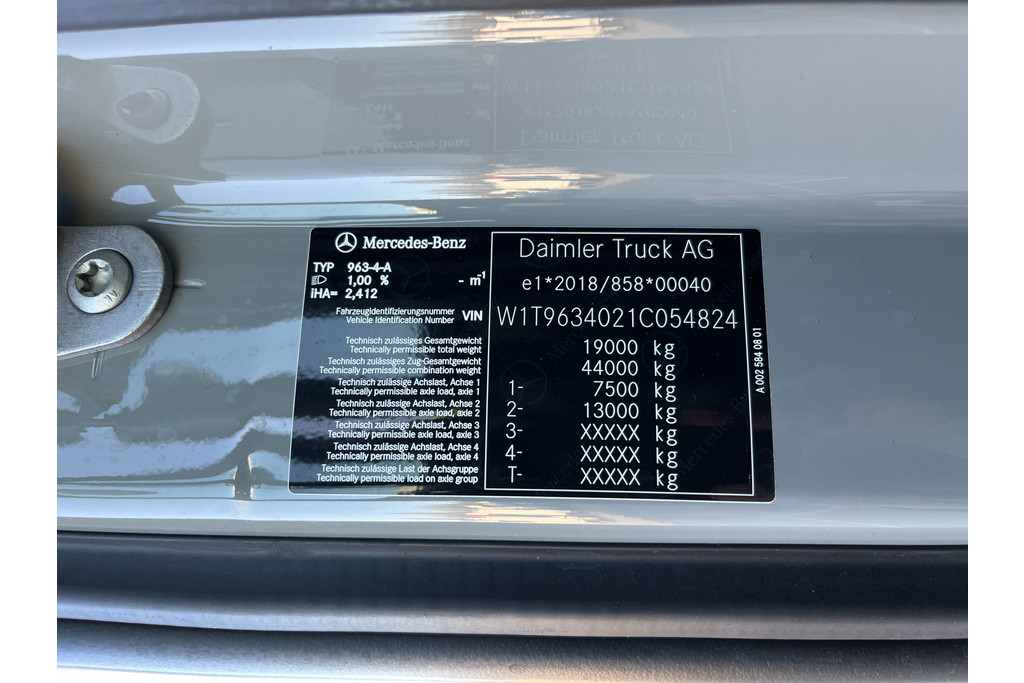 Mercedes-Benz
TYP 963-4-A
1,00 % - m⁻¹
iHA= 2,412
Fahrzeugidentifizierungsnummer
Vehicle Identification Number VIN
Technisch zulässiges Gesamtgewicht
Technically permissible total weight
Technisch zulässiges Zug-Gesamtgewicht
Technically permissible combination weight
Technisch zulässige Achslast, Achse 1
Technically permissible axle load, axle 1
Technisch zulässige Achslast, Achse 2
Technically permissible axle load, axle 2
Technisch zulässige Achslast, Achse 3
Technically permissible axle load, axle 3
Technisch zulässige Achslast, Achse 4
Technically permissible axle load, axle 4
Technisch zulässige Last der Achsgruppe
Technically permissible load on axle group
Daimler Truck AG
e1*2018/858*00040
W1T9634021C054824
19000 kg
44000 kg
1- 7500 kg
2- 13000 kg
3- XXXXX kg
4- XXXXX kg
T- XXXXX kg
A 002 584 08 01